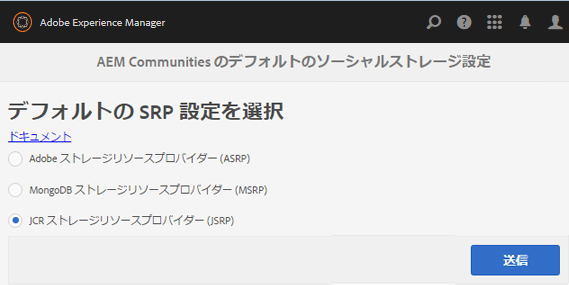 Adobe Experience Manager
AEM Communities のデフォルトのソーシャルストレージ設定
デフォルトの SRP 設定を選択
ドキュメント
Adobe ストレージリソースプロバイダー (ASRP)
MongoDB ストレージリソースプロバイダー (MSRP)
JCR ストレージリソースプロバイダー (JSRP)
送信